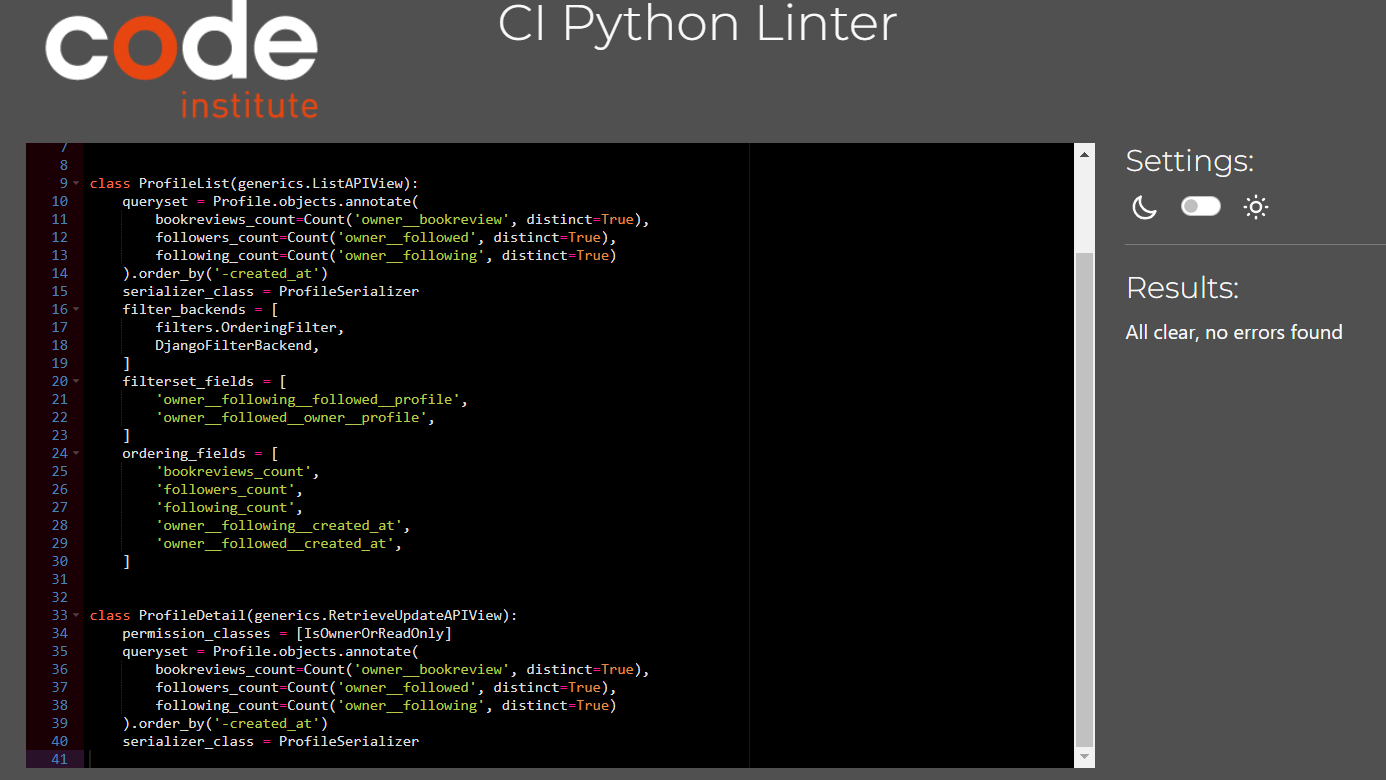 code
institute
CI Python Linter
7
8
9 class ProfileList(generics.ListAPIView):
10     queryset = Profile.objects.annotate(
11         bookreviews_count=Count('owner__bookreview', distinct=True),
12         followers_count=Count('owner__followed', distinct=True),
13         following_count=Count('owner__following', distinct=True)
14     ).order_by('-created_at')
15     serializer_class = ProfileSerializer
16     filter_backends = [
17         filters.OrderingFilter,
18         DjangoFilterBackend,
19     ]
20     filterset_fields = [
21         'owner__following__followed__profile',
22         'owner__followed__owner__profile',
23     ]
24     ordering_fields = [
25         'bookreviews_count',
26         'followers_count',
27         'following_count',
28         'owner__following__created_at',
29         'owner__followed__created_at',
30     ]
31
32
33 class ProfileDetail(generics.RetrieveUpdateAPIView):
34     permission_classes = [IsOwnerOrReadOnly]
35     queryset = Profile.objects.annotate(
36         bookreviews_count=Count('owner__bookreview', distinct=True),
37         followers_count=Count('owner__followed', distinct=True),
38         following_count=Count('owner__following', distinct=True)
39     ).order_by('-created_at')
40     serializer_class = ProfileSerializer
41
Settings:
Results:
All clear, no errors found